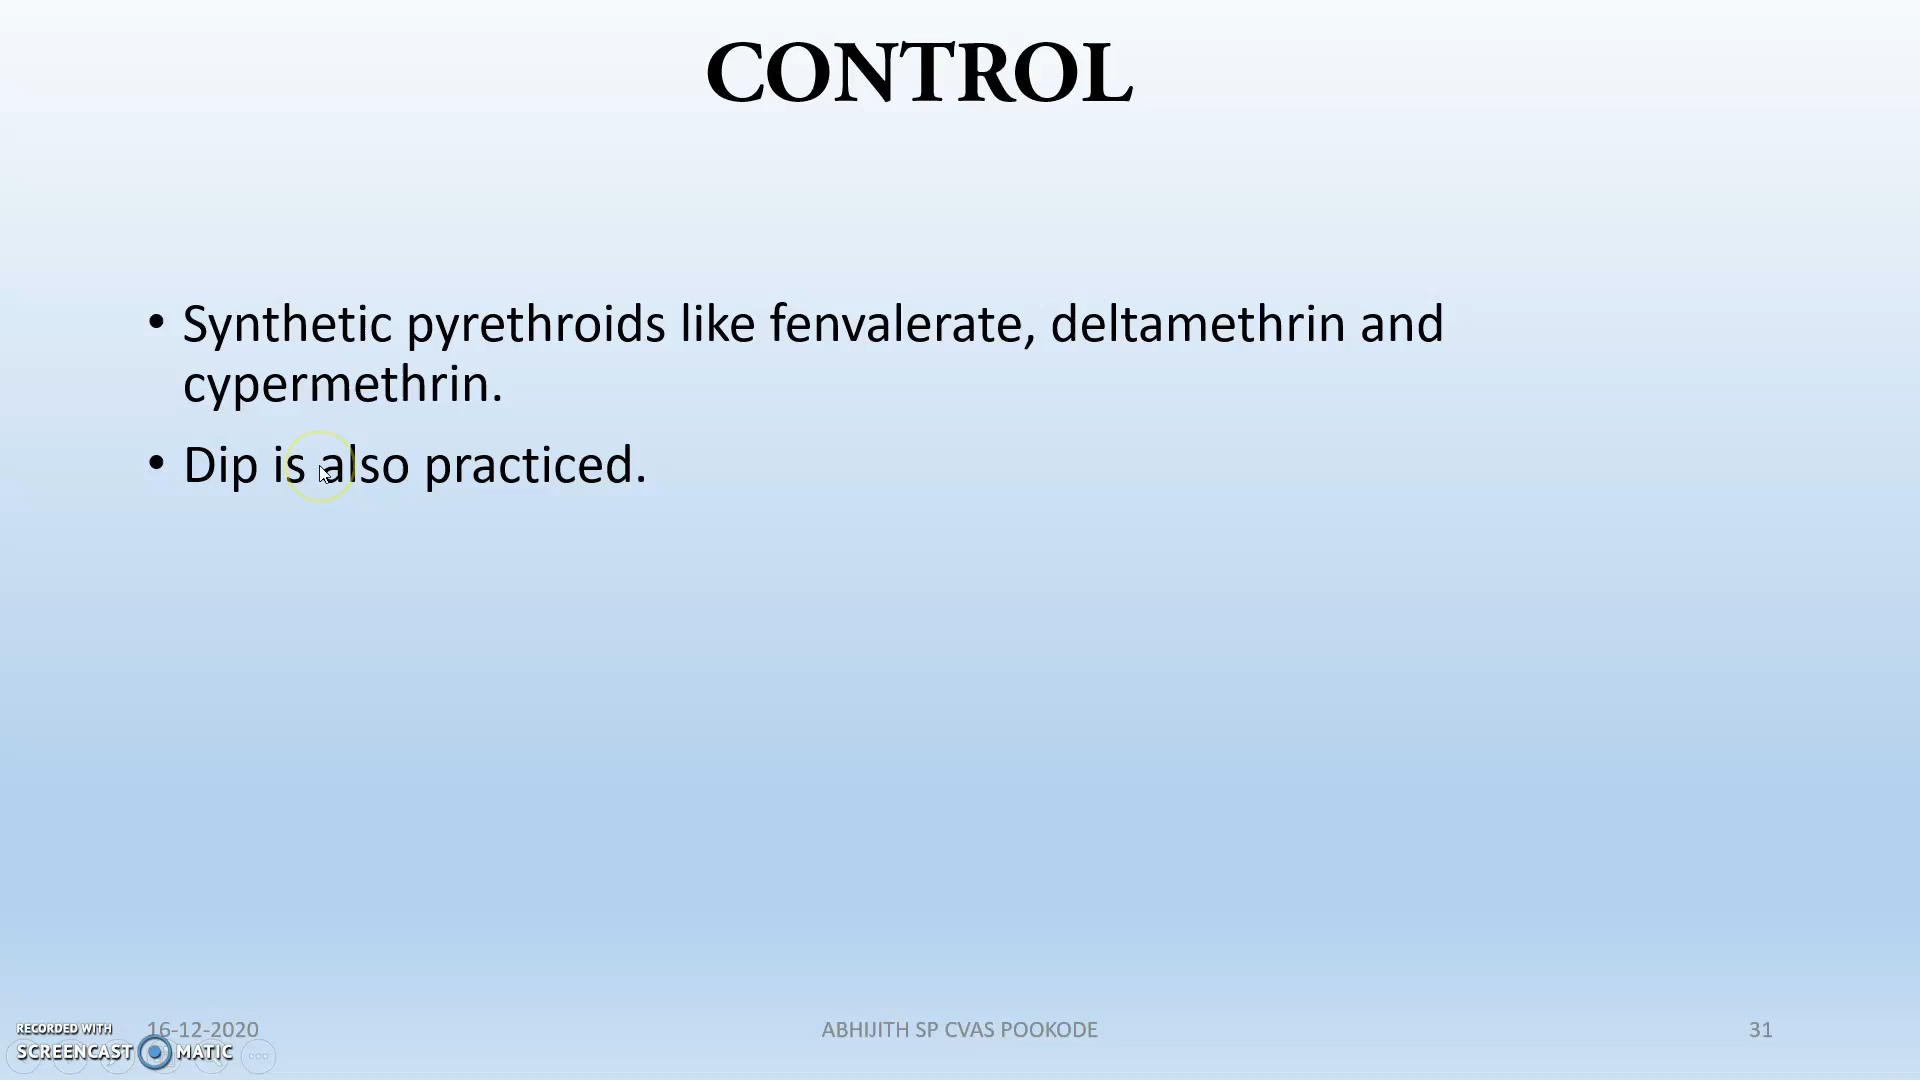 CONTROL
• Synthetic pyrethroids like fenvalerate, deltamethrin and
cypermethrin.
• Dip is also practiced.
16-12-2020
ABHIJITH SP CVAS POOKODE
31
RECORDED WITH
SCREENCAST MATIC